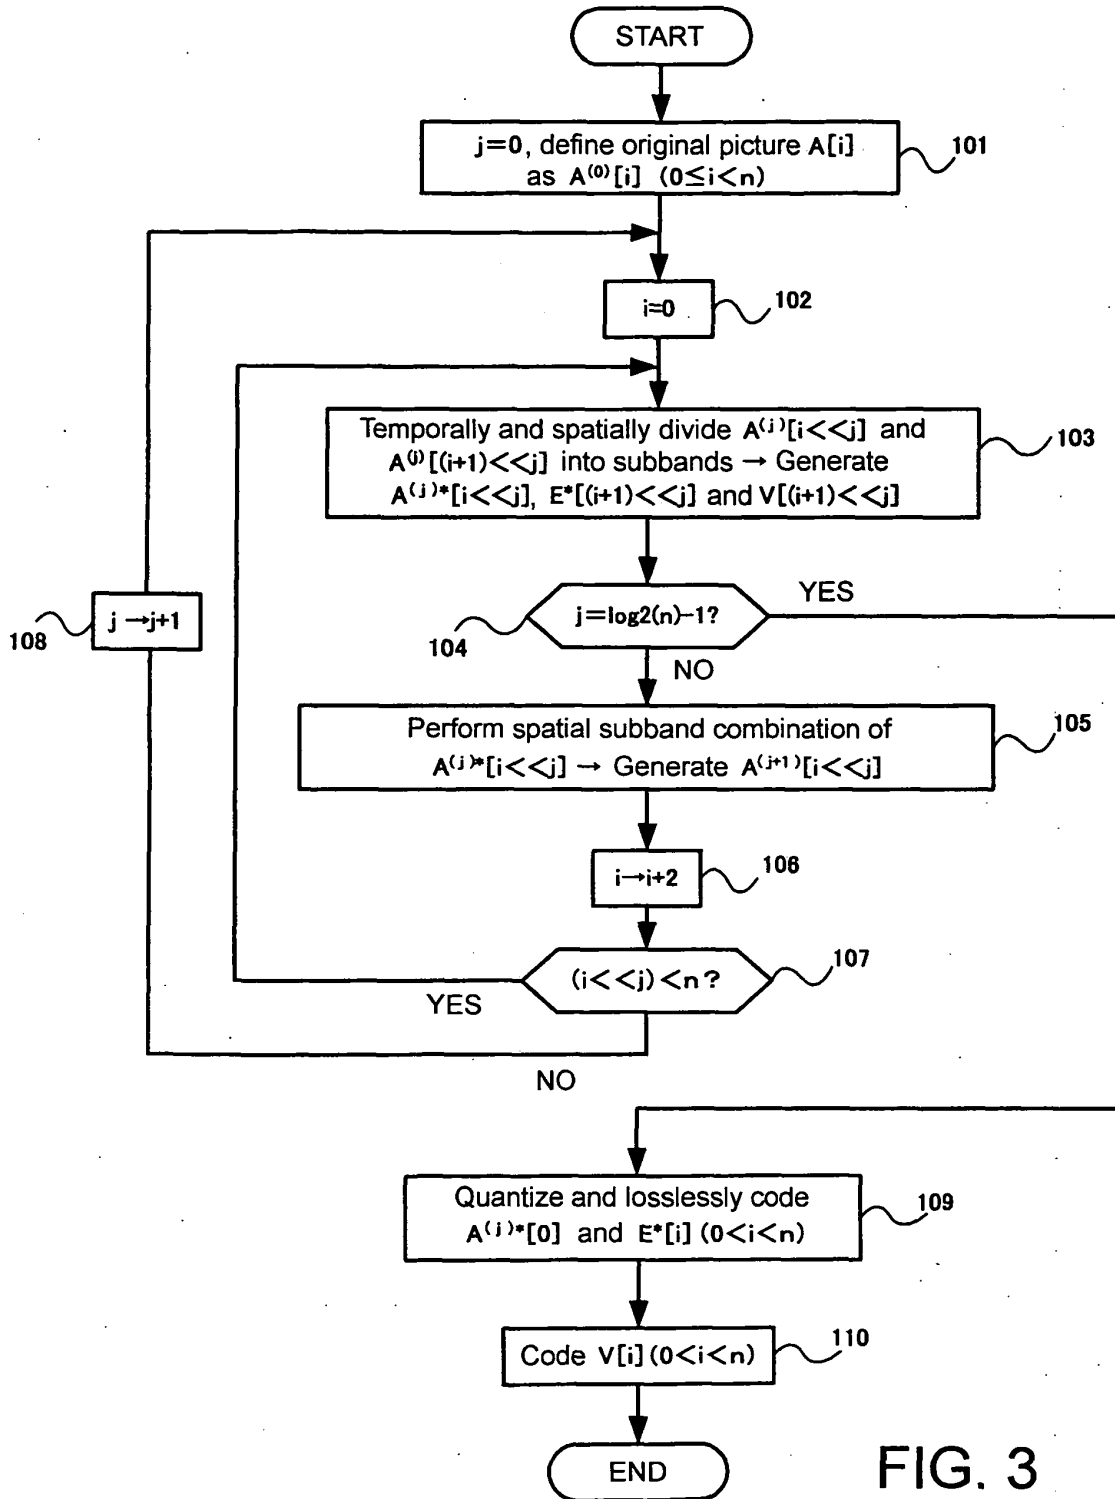 START
j=0, define original picture A[i]
as A⁽⁰⁾[i] (0≦i<n)
101
i=0
102
Temporally and spatially divide A⁽ʲ⁾[i<<j] and
A⁽ʲ⁾[(i+1)<<j] into subbands → Generate
A⁽ʲ⁾*[i<<j], E*[(i+1)<<j] and V[(i+1)<<j]
103
j=log2(n)-1?
YES
104
NO
j→j+1
108
Perform spatial subband combination of
A⁽ʲ⁾*[i<<j] → Generate A⁽ʲ⁺¹⁾[i<<j]
105
i→i+2
106
(i<<j)<n?
107
YES
NO
Quantize and losslessly code
A⁽ʲ⁾*[0] and E*[i](0<i<n)
109
Code V[i](0<i<n)
110
END
FIG. 3